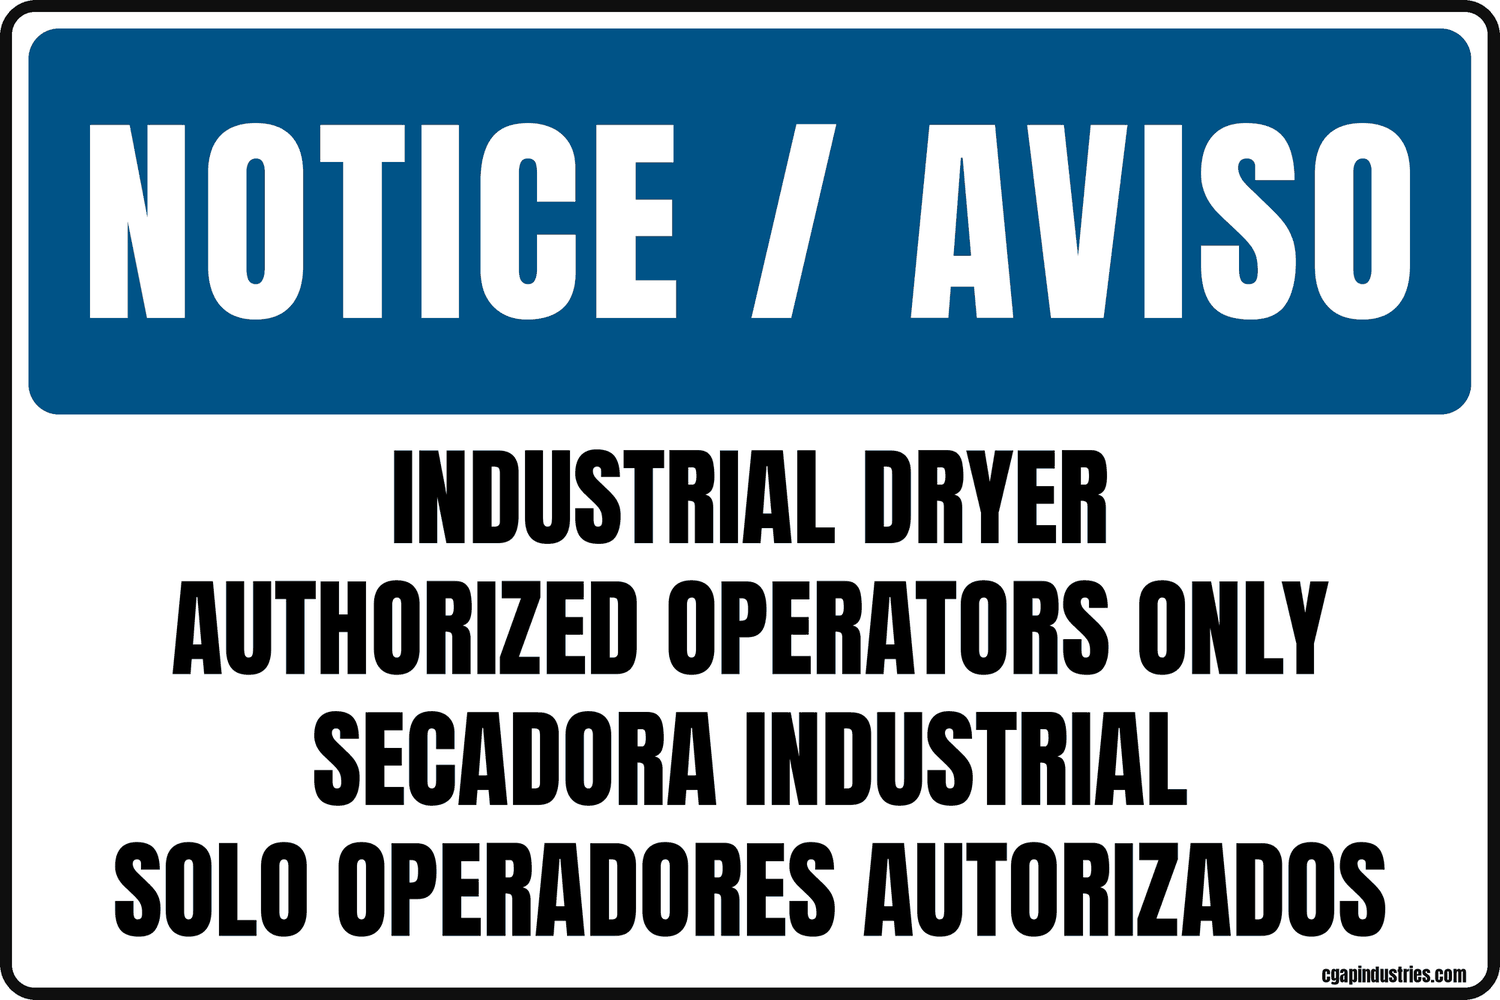 NOTICE / AVISO
INDUSTRIAL DRYER
AUTHORIZED OPERATORS ONLY
SECADORA INDUSTRIAL
SOLO OPERADORES AUTORIZADOS
cgapindustries.com